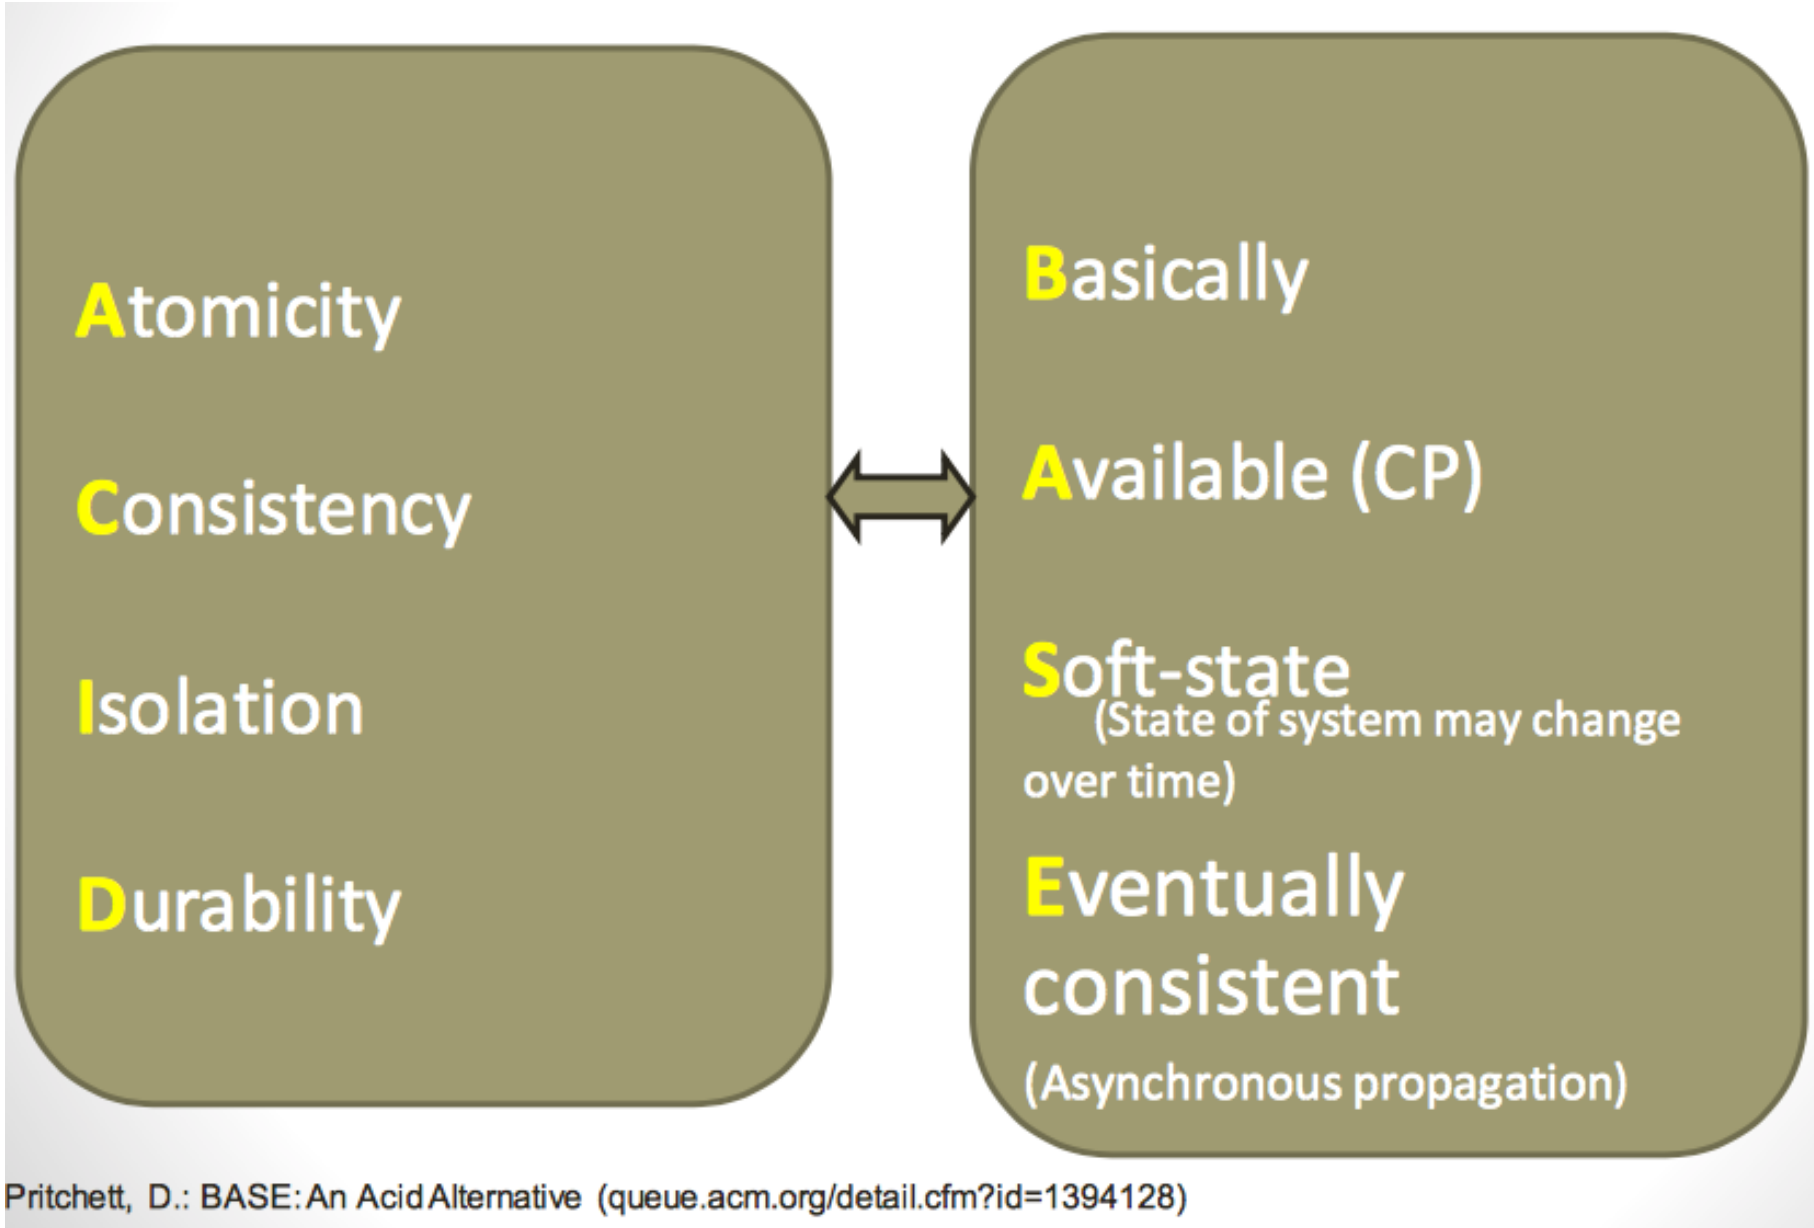 Atomicity
Consistency
Isolation
Durability
Basically
Available (CP)
Soft-state
(State of system may change
over time)
Eventually
consistent
(Asynchronous propagation)
Pritchett, D.: BASE: An Acid Alternative (queue.acm.org/detail.cfm?id=1394128)